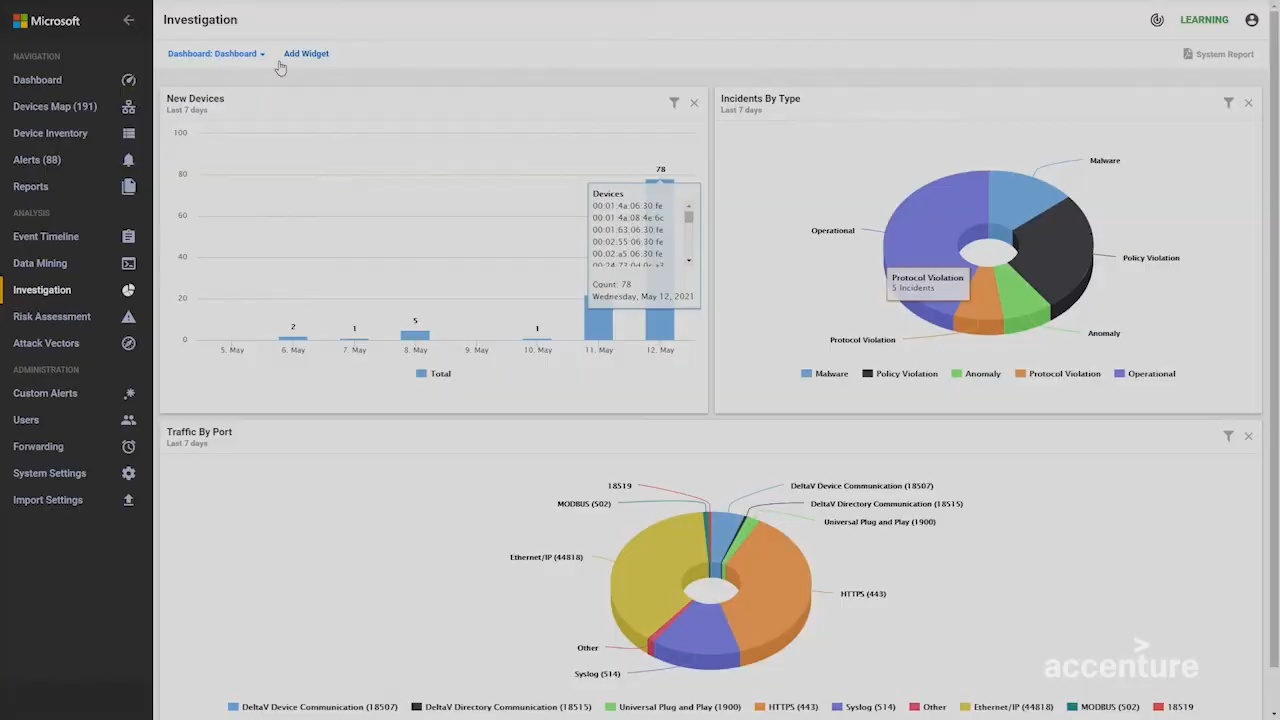 Microsoft
NAVIGATION
Dashboard
Devices Map (191)
Device Inventory
Alerts (88)
Reports
ANALYSIS
Event Timeline
Data Mining
Investigation
Risk Assessment
Attack Vectors
ADMINISTRATION
Custom Alerts
Users
Forwarding
System Settings
Import Settings
Investigation
LEARNING
Dashboard: Dashboard
Add Widget
System Report
New Devices
Last 7 days
100
80
60
40
20
0
2
1
5
1
78
5. May
6. May
7. May
8. May
9. May
10. May
11. May
12. May
Total
Devices
00:01:4a:06:30:fe
00:01:4a:08:4e:6c
00:01:63:06:30:fe
00:02:55:06:30:fe
00:02:a5:06:30:fe
Count: 78
Wednesday, May 12, 2021
Incidents By Type
Last 7 days
Malware
Operational
Policy Violation
Protocol Violation
5 Incidents
Anomaly
Protocol Violation
Malware
Policy Violation
Anomaly
Protocol Violation
Operational
Traffic By Port
Last 7 days
18519
DeltaV Device Communication (18507)
MODBUS (502)
DeltaV Directory Communication (18515)
Universal Plug and Play (1900)
Ethernet/IP (44818)
HTTPS (443)
Other
Syslog (514)
DeltaV Device Communication (18507)
DeltaV Directory Communication (18515)
Universal Plug and Play (1900)
HTTPS (443)
Syslog (514)
Other
Ethernet/IP (44818)
MODBUS (502)
18519
accenture